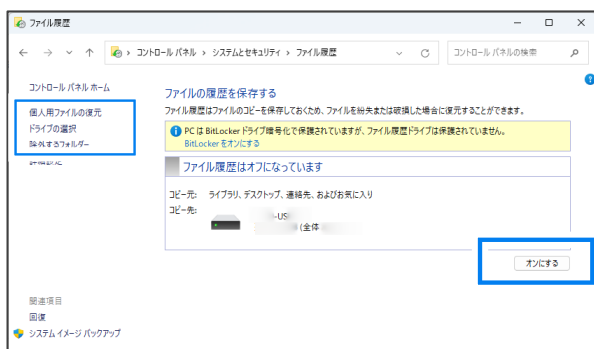 ファイル履歴
コントロール パネル › システムとセキュリティ › ファイル履歴
コントロール パネルの検索
コントロール パネル ホーム
個人用ファイルの復元
ドライブの選択
除外するフォルダー
詳細設定
ファイルの履歴を保存する
ファイル履歴はファイルのコピーを保存しておくため、ファイルを紛失または破損した場合に復元することができます。
PC は BitLocker ドライブ暗号化で保護されていますが、ファイル履歴ドライブは保護されていません。
BitLocker をオンにする
ファイル履歴はオフになっています
コピー元: ライブラリ、デスクトップ、連絡先、およびお気に入り
コピー先:
-US
(全体
オンにする
関連項目
回復
システム イメージ バックアップ